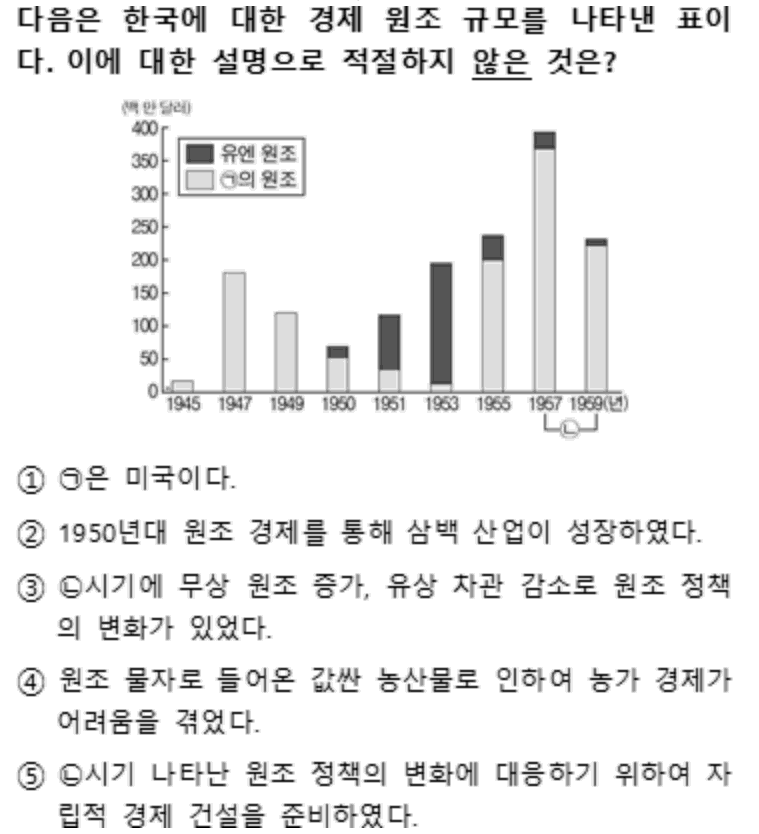 다음은 한국에 대한 경제 원조 규모를 나타낸 표이
다. 이에 대한 설명으로 적절하지 않은 것은?
(백 만 달러)
400
350
300
250
200
150
100
50
0
유엔 원조
㉠의 원조
1945 1947 1949 1950 1951 1953 1955 1957 1959(년)
㉡
① ㉠은 미국이다.
② 1950년대 원조 경제를 통해 삼백 산업이 성장하였다.
③ ㉡시기에 무상 원조 증가, 유상 차관 감소로 원조 정책
의 변화가 있었다.
④ 원조 물자로 들어온 값싼 농산물로 인하여 농가 경제가
어려움을 겪었다.
⑤ ㉡시기 나타난 원조 정책의 변화에 대응하기 위하여 자
립적 경제 건설을 준비하였다.